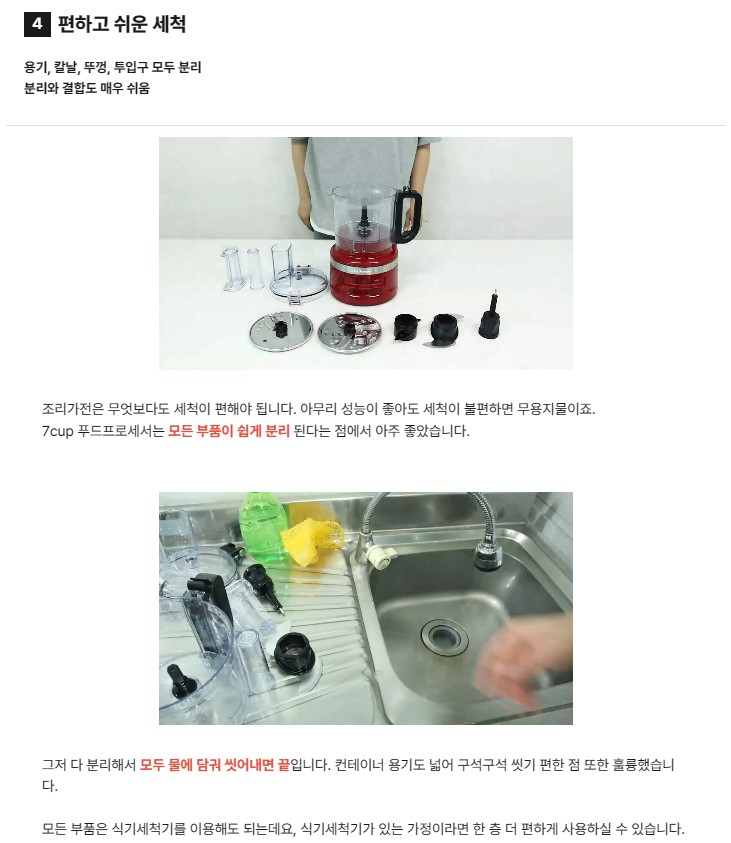 4 편하고 쉬운 세척
용기, 칼날, 뚜껑, 투입구 모두 분리
분리와 결합도 매우 쉬움
조리가전은 무엇보다도 세척이 편해야 됩니다. 아무리 성능이 좋아도 세척이 불편하면 무용지물이죠.
7cup 푸드프로세서는 모든 부품이 쉽게 분리 된다는 점에서 아주 좋았습니다.
그저 다 분리해서 모두 물에 담궈 씻어내면 끝입니다. 컨테이너 용기도 넓어 구석구석 씻기 편한 점 또한 훌륭했습니
다.
모든 부품은 식기세척기를 이용해도 되는데요, 식기세척기가 있는 가정이라면 한 층 더 편하게 사용하실 수 있습니다.